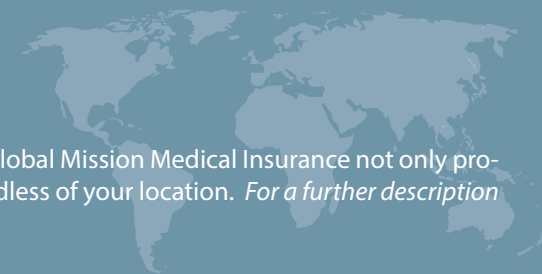 lobal Mission Medical Insurance not only pro-
dless of your location. For a further description